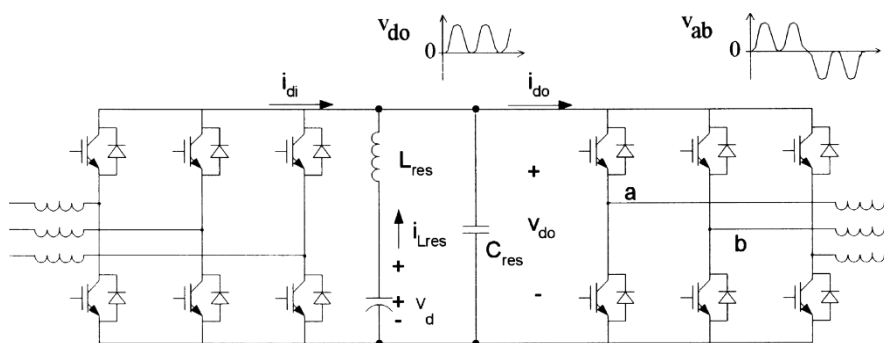 v_do
0
v_ab
0
i_di
i_do
L_res
i_Lres
+
+
v_d
-
C_res
+
v_do
-
a
b